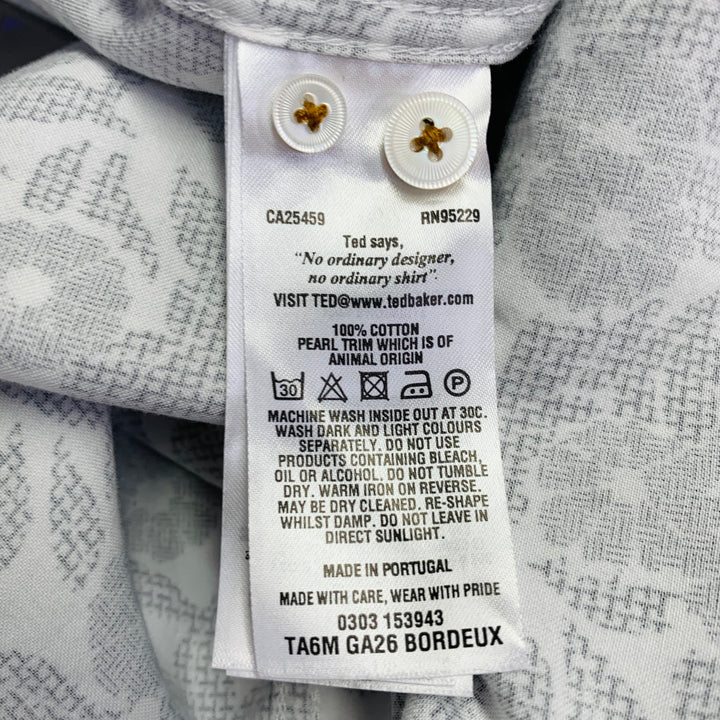 CA25459 RN95229
Ted says,
"No ordinary designer,
no ordinary shirt".
VISIT TED@www.tedbaker.com
100% COTTON
PEARL TRIM WHICH IS OF
ANIMAL ORIGIN
30 P
MACHINE WASH INSIDE OUT AT 30C.
WASH DARK AND LIGHT COLOURS
SEPARATELY. DO NOT USE
PRODUCTS CONTAINING BLEACH,
OIL OR ALCOHOL. DO NOT TUMBLE
DRY. WARM IRON ON REVERSE.
MAY BE DRY CLEANED. RE-SHAPE
WHILST DAMP. DO NOT LEAVE IN
DIRECT SUNLIGHT.
MADE IN PORTUGAL
MADE WITH CARE, WEAR WITH PRIDE
0303 153943
TA6M GA26 BORDEUX